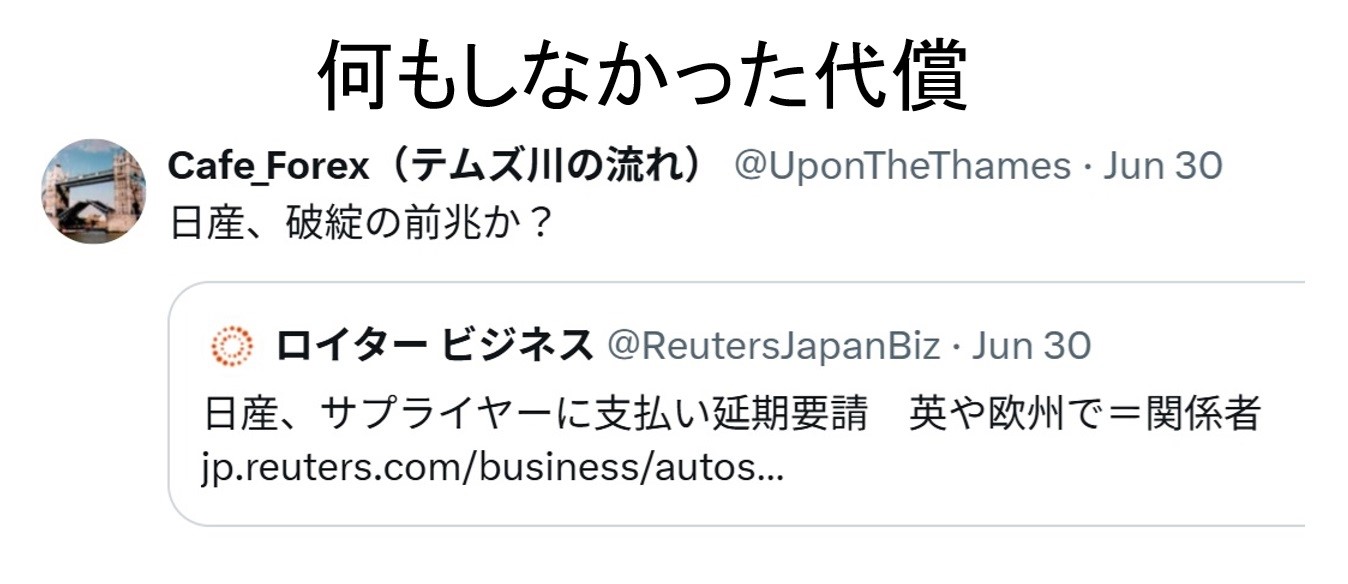 何もしなかった代償
Cafe_Forex（テムズ川の流れ） @UponTheThames · Jun 30
日産、破綻の前兆か？
ロイター ビジネス @ReutersJapanBiz · Jun 30
日産、サプライヤーに支払い延期要請　英や欧州で＝関係者
jp.reuters.com/business/autos...